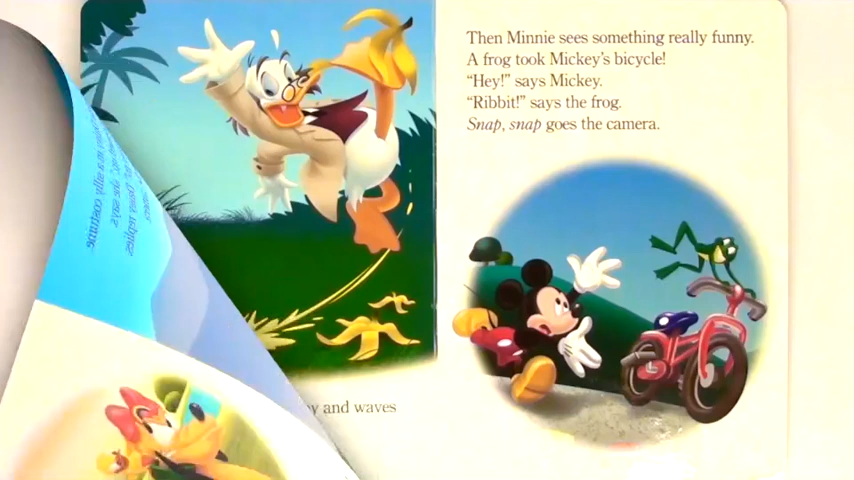 Then Minnie sees something really funny.
A frog took Mickey's bicycle!
“Hey!” says Mickey.
“Ribbit!” says the frog.
Snap, snap goes the camera.
and waves